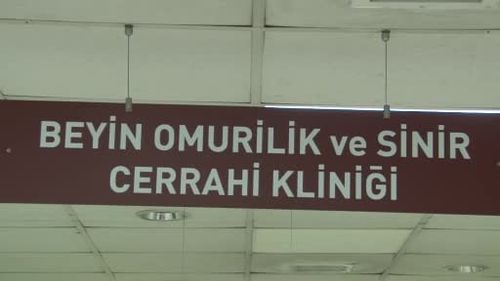 BEYİN OMURİLİK ve SİNİR
CERRAHİ KLİNİĞİ